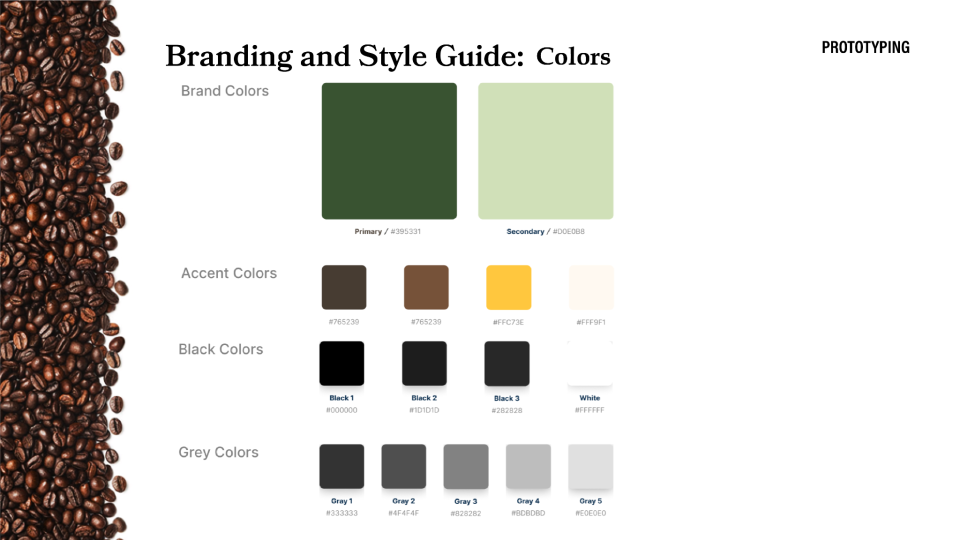 Branding and Style Guide: Colors
PROTOTYPING
Brand Colors
Primary / #395331
Secondary / #D0E0B8
Accent Colors
#765239
#765239
#FFC73E
#FFF9F1
Black Colors
Black 1
Black 2
Black 3
White
#000000
#1D1D1D
#282828
#FFFFFF
Grey Colors
Gray 1
Gray 2
Gray 3
Gray 4
Gray 5
#333333
#4F4F4F
#828282
#BDBDBD
#E0E0E0